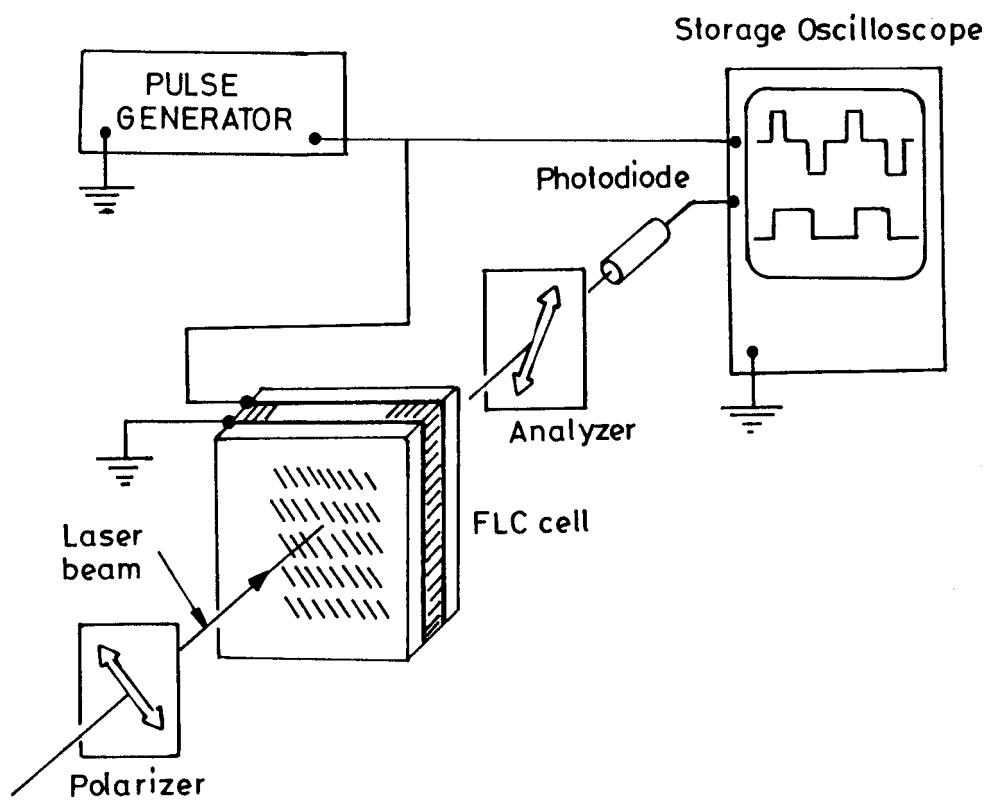 Storage Oscilloscope
PULSE
GENERATOR
Photodiode
Analyzer
FLC cell
Laser
beam
Polarizer